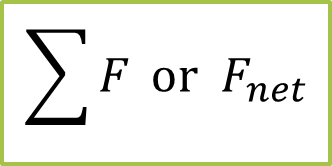 ∑ F or F_net